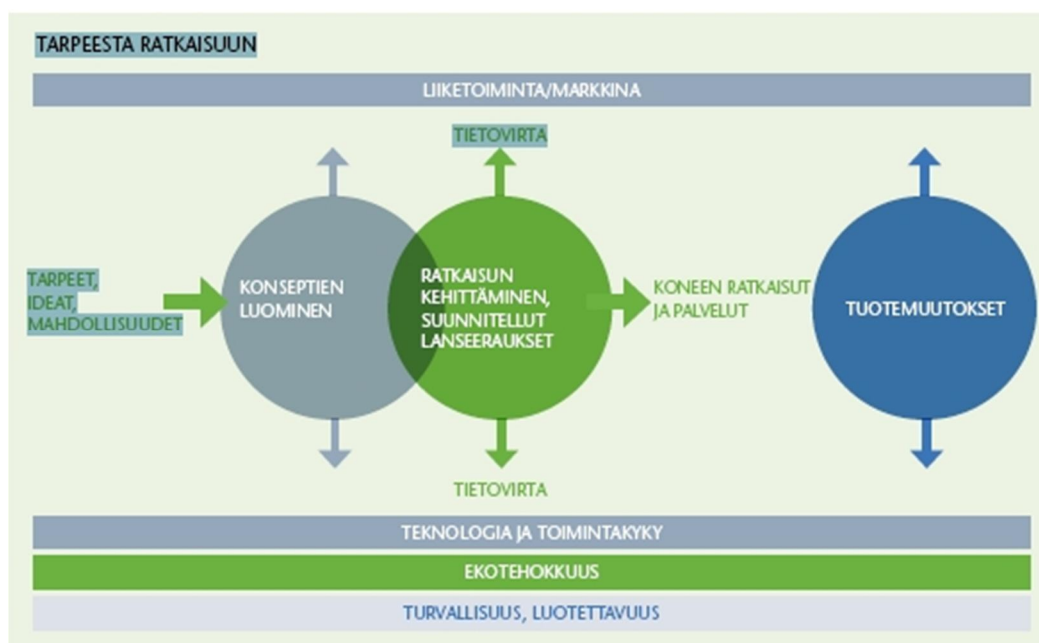 TARPEESTA RATKAISUUN
LIIKETOIMINTA/MARKKINA
TIETOVIRTA
TARPEET,
IDEAT,
MAHDOLLISUUDET
KONSEPTIEN
LUOMINEN
RATKAISUN
KEHITTÄMINEN,
SUUNNITELLUT
LANSEERAUKSET
KONEEN RATKAISUT
JA PALVELUT
TUOTEMUUTOKSET
TIETOVIRTA
TEKNOLOGIA JA TOIMINTAKYKY
EKOTEHOKKUUS
TURVALLISUUS, LUOTETTAVUUS